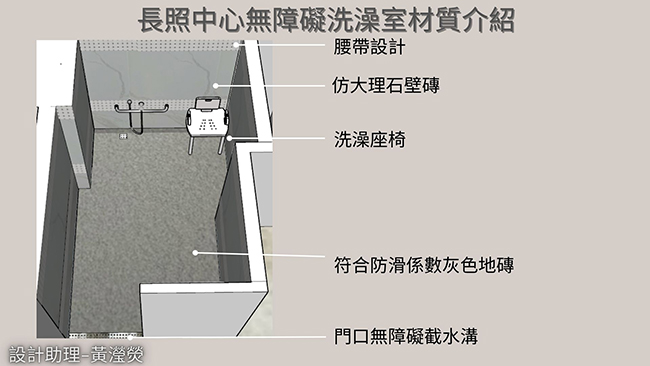 長照中心無障礙洗澡室材質介紹
腰帶設計
仿大理石壁磚
洗澡座椅
符合防滑係數灰色地磚
門口無障礙截水溝
設計助理-黃瀅熒